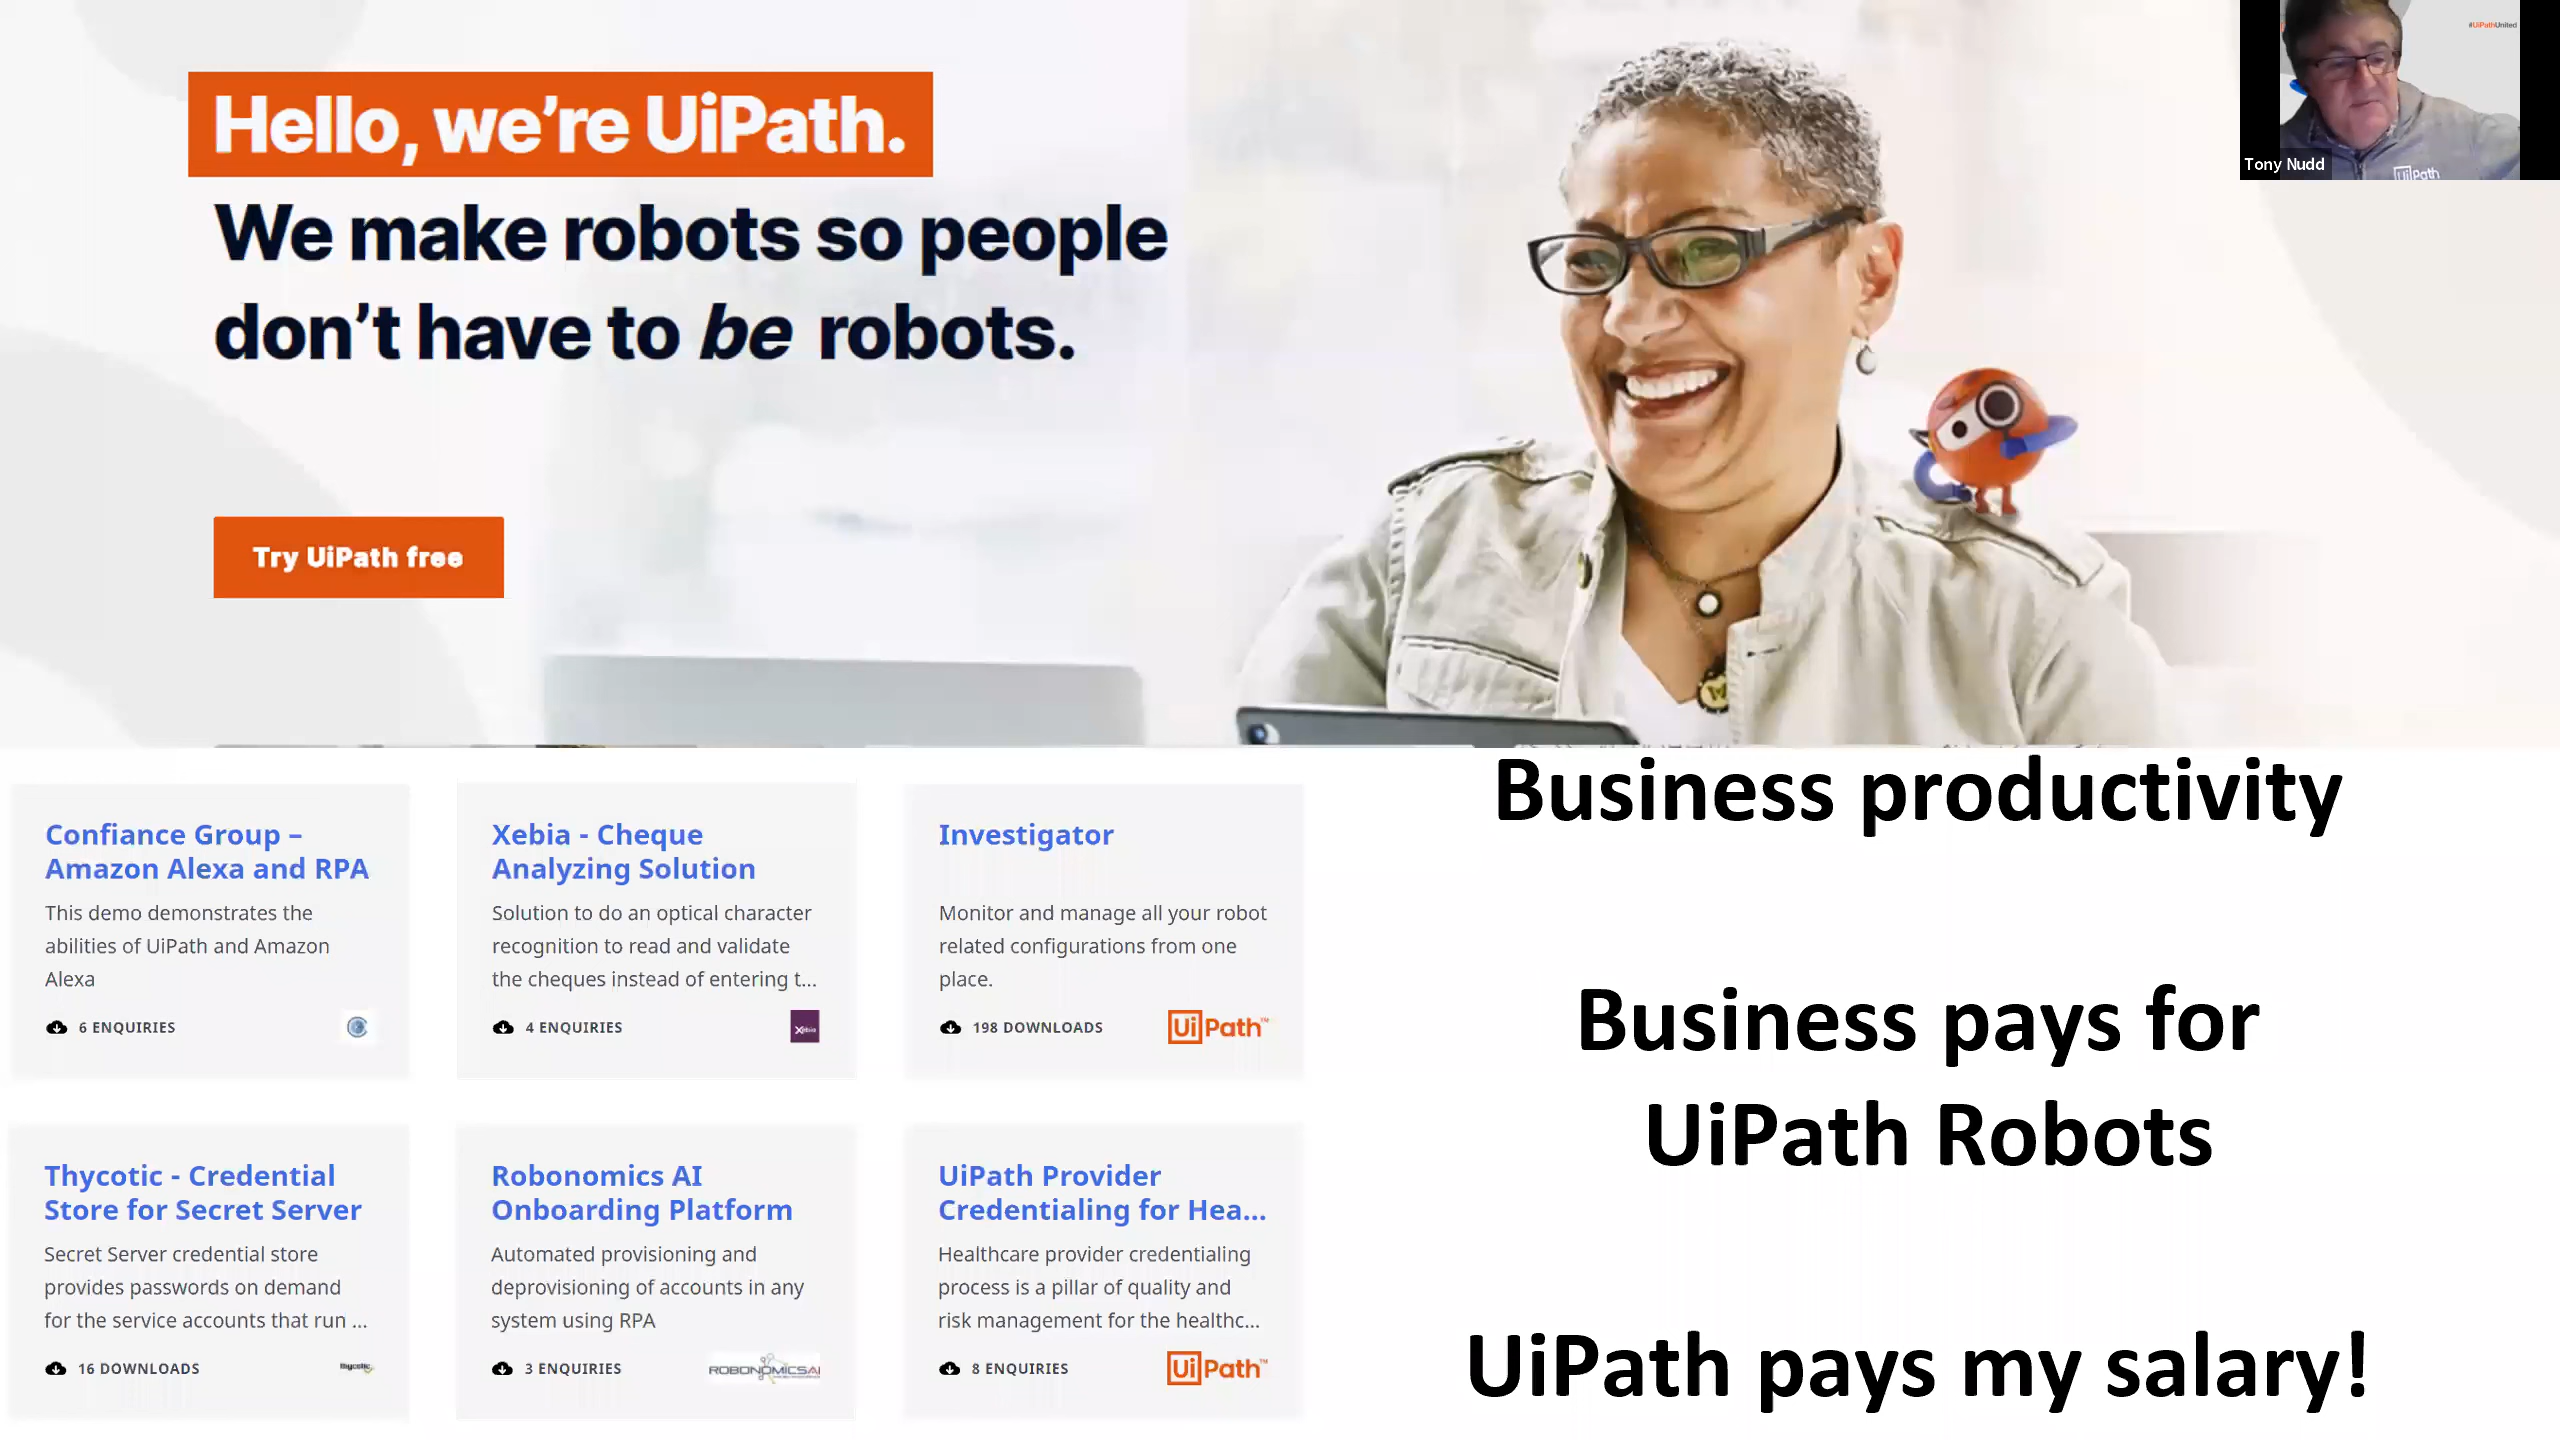 Hello, we're UiPath.
We make robots so people
don't have to be robots.
Try UiPath free
#UiPathUnited
UiPath
Tony Nudd
Confiance Group –
Amazon Alexa and RPA
This demo demonstrates the
abilities of UiPath and Amazon
Alexa
6 ENQUIRIES
Xebia - Cheque
Analyzing Solution
Solution to do an optical character
recognition to read and validate
the cheques instead of entering t...
4 ENQUIRIES
Xebia
Investigator
Monitor and manage all your robot
related configurations from one
place.
198 DOWNLOADS
UiPath™
Thycotic - Credential
Store for Secret Server
Secret Server credential store
provides passwords on demand
for the service accounts that run ...
16 DOWNLOADS
thycotic
Robonomics AI
Onboarding Platform
Automated provisioning and
deprovisioning of accounts in any
system using RPA
3 ENQUIRIES
ROBONOMICSAI
UiPath Provider
Credentialing for Hea...
Healthcare provider credentialing
process is a pillar of quality and
risk management for the healthc...
8 ENQUIRIES
UiPath™
Business productivity
Business pays for
UiPath Robots
UiPath pays my salary!